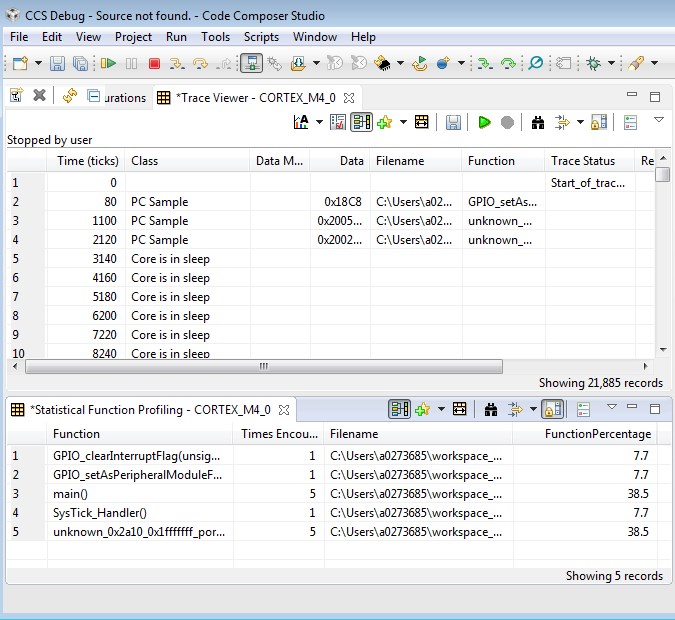 CCS Debug - Source not found. - Code Composer Studio
File Edit View Project Run Tools Scripts Window Help
urations *Trace Viewer - CORTEX_M4_0
Stopped by user
Time (ticks) Class Data M... Data Filename Function Trace Status Re
1 0 Start_of_trac...
2 80 PC Sample 0x18C8 C:\Users\a02... GPIO_setAs...
3 1100 PC Sample 0x2005... C:\Users\a02... unknown_...
4 2120 PC Sample 0x2002... C:\Users\a02... unknown_...
5 3140 Core is in sleep
6 4160 Core is in sleep
7 5180 Core is in sleep
8 6200 Core is in sleep
9 7220 Core is in sleep
10 8240 Core is in sleep
Showing 21,885 records
*Statistical Function Profiling - CORTEX_M4_0
Function Times Encou... Filename FunctionPercentage
1 GPIO_clearInterruptFlag(unsig... 1 C:\Users\a0273685\workspace_... 7.7
2 GPIO_setAsPeripheralModuleF... 1 C:\Users\a0273685\workspace_... 7.7
3 main() 5 C:\Users\a0273685\workspace_... 38.5
4 SysTick_Handler() 1 C:\Users\a0273685\workspace_... 7.7
5 unknown_0x2a10_0x1fffffff_por... 5 C:\Users\a0273685\workspace_... 38.5
Showing 5 records